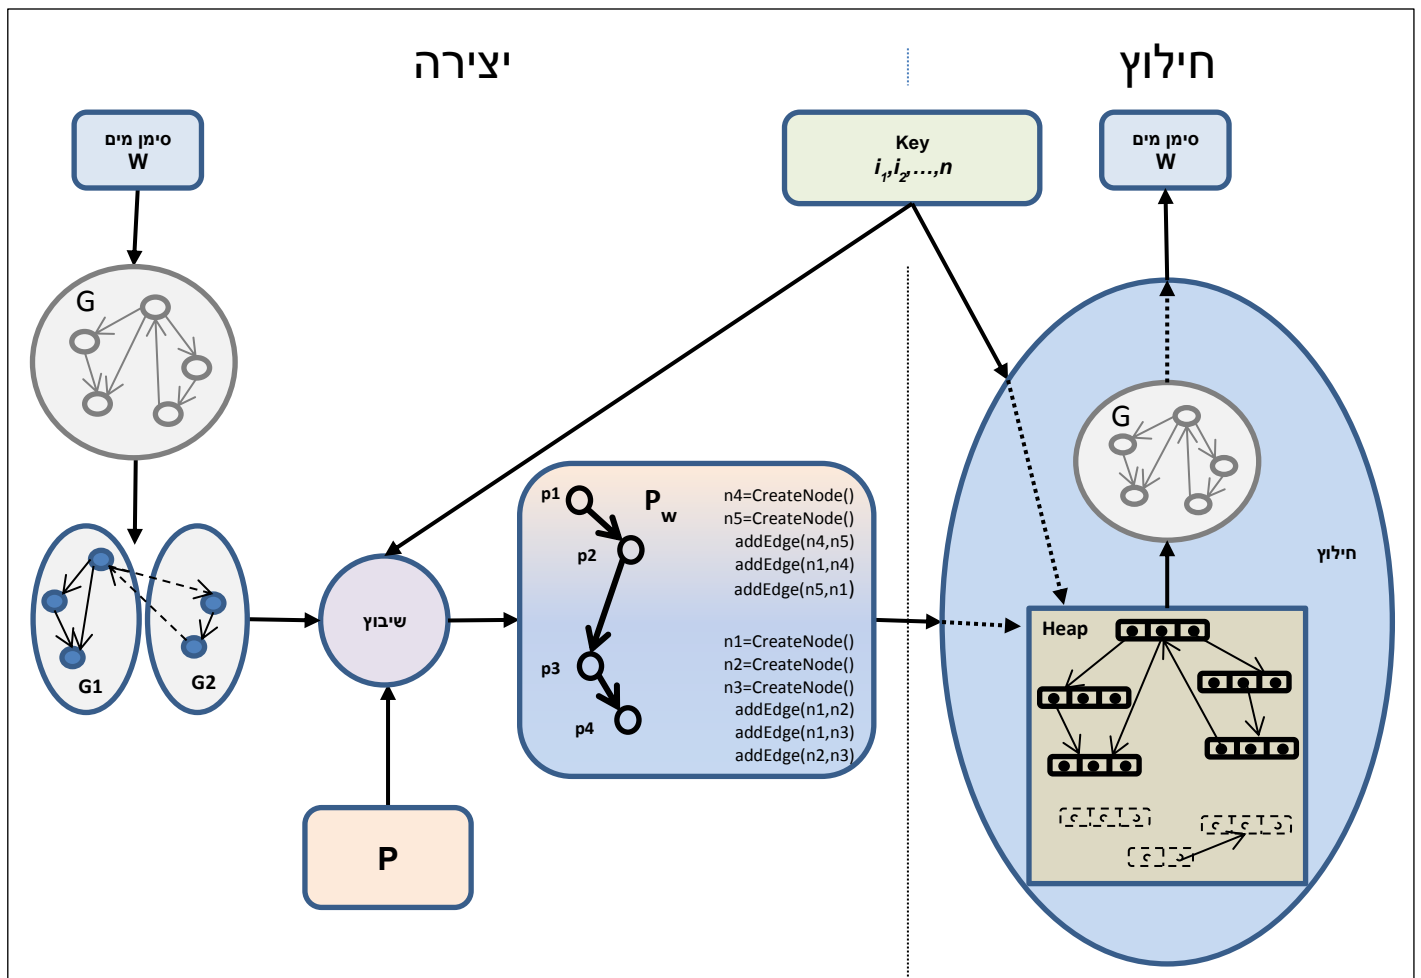 יצירה
חילוץ
סימן מים
W
Key
i₁,i₂,...,n
סימן מים
W
G
G
G1
G2
שיבוץ
P
p1
p2
p3
p4
Pw
n4=CreateNode()
n5=CreateNode()
addEdge(n4,n5)
addEdge(n1,n4)
addEdge(n5,n1)
n1=CreateNode()
n2=CreateNode()
n3=CreateNode()
addEdge(n1,n2)
addEdge(n1,n3)
addEdge(n2,n3)
חילוץ
Heap